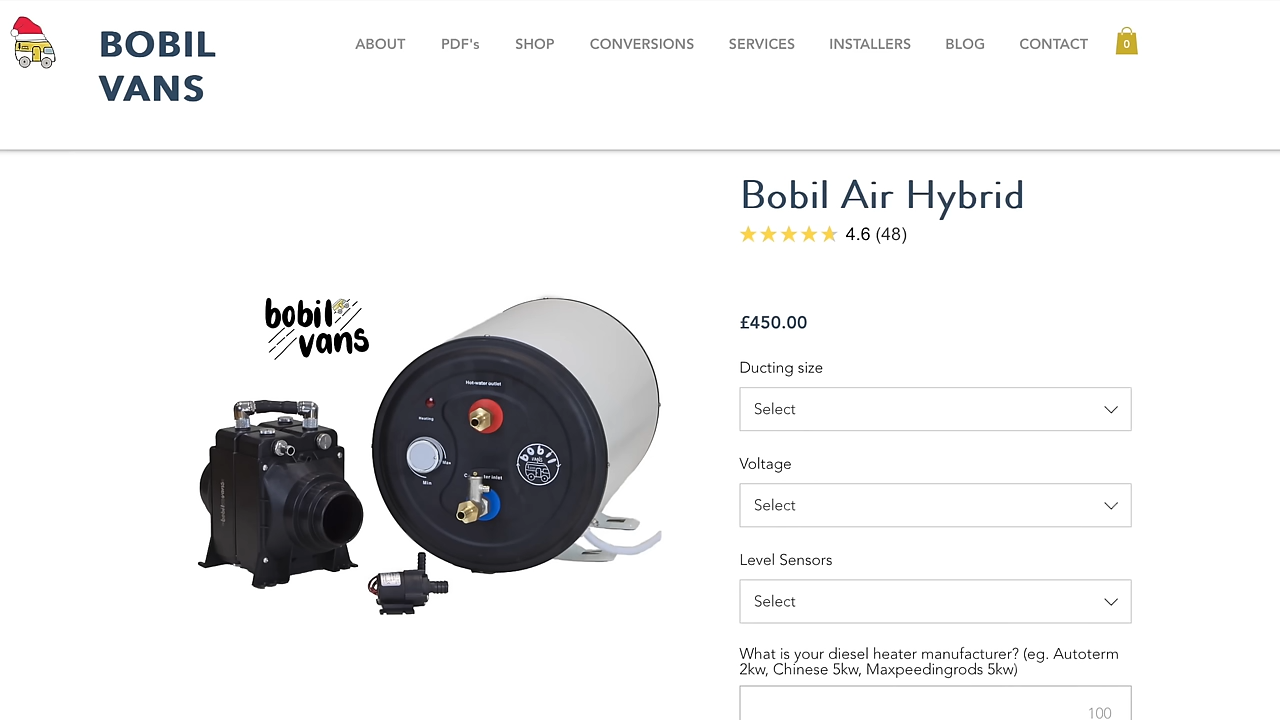 BOBIL
VANS
ABOUT
PDF's
SHOP
CONVERSIONS
SERVICES
INSTALLERS
BLOG
CONTACT
0
Bobil Air Hybrid
4.6 (48)
bobil
vans
£450.00
Ducting size
Select
Voltage
Select
Level Sensors
Select
What is your diesel heater manufacturer? (eg. Autoterm
2kw, Chinese 5kw, Maxpeedingrods 5kw)
100
Hot-water outlet
Heating
Max
Min
bobil
VANS